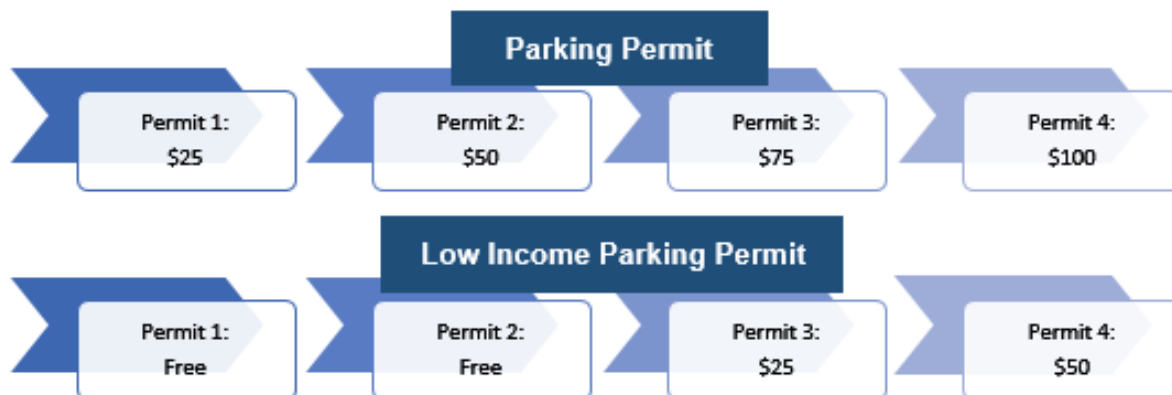 Parking Permit
Permit 1:
$25
Permit 2:
$50
Permit 3:
$75
Permit 4:
$100
Low Income Parking Permit
Permit 1:
Free
Permit 2:
Free
Permit 3:
$25
Permit 4:
$50